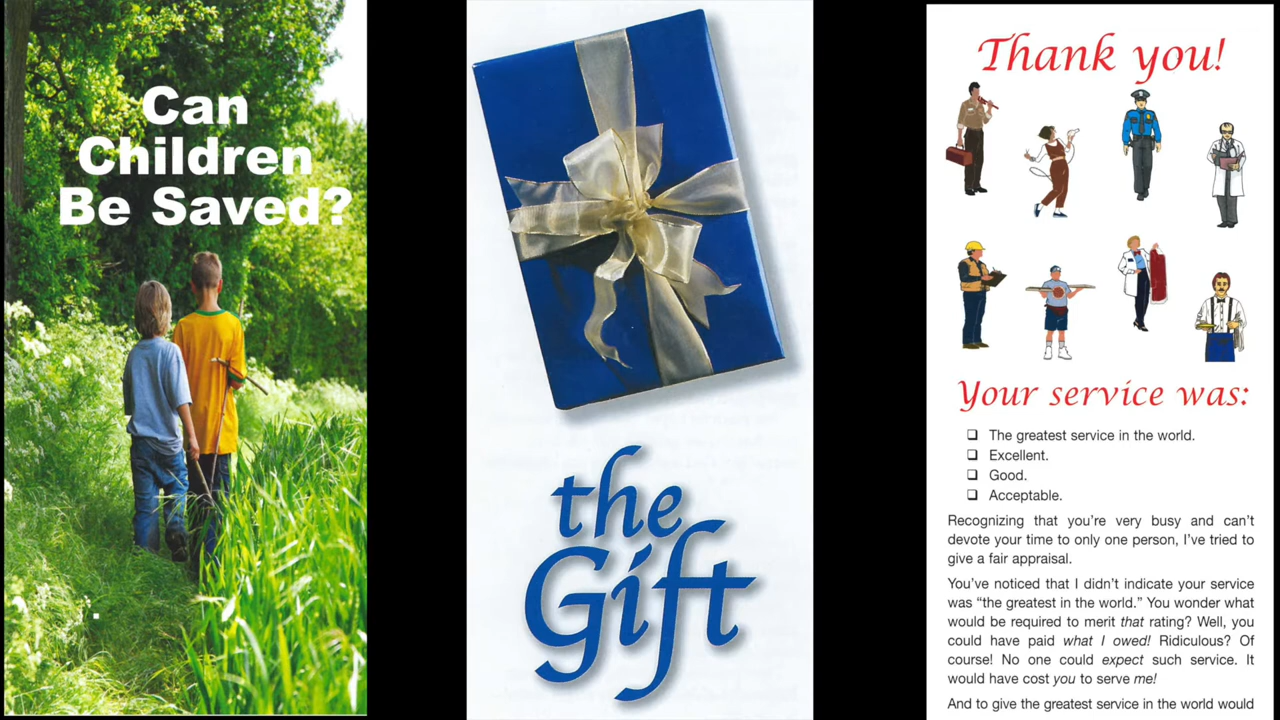 Can
Children
Be Saved?
the
Gift
Thank you!
Your service was:
❑ The greatest service in the world.
❑ Excellent.
❑ Good.
❑ Acceptable.
Recognizing that you’re very busy and can’t
devote your time to only one person, I’ve tried to
give a fair appraisal.
You’ve noticed that I didn’t indicate your service
was “the greatest in the world.” You wonder what
would be required to merit that rating? Well, you
could have paid what I owed! Ridiculous? Of
course! No one could expect such service. It
would have cost you to serve me!
And to give the greatest service in the world would